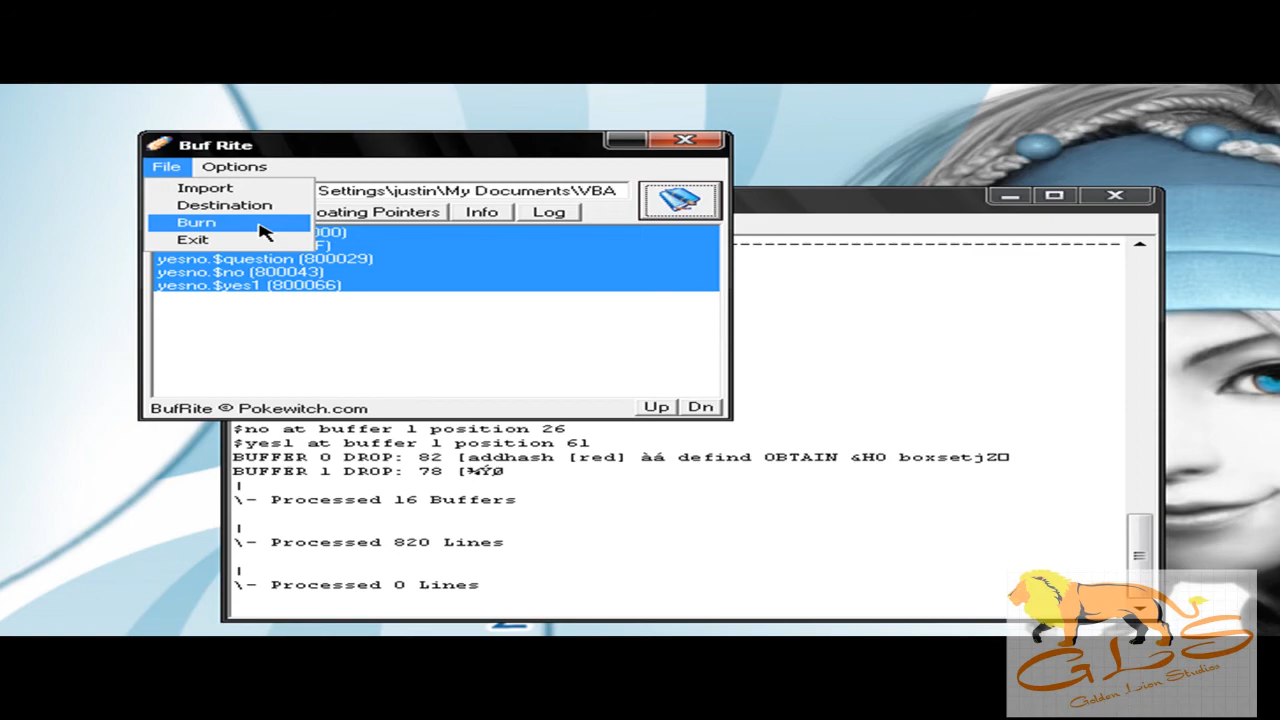 Buf Rite
File Options
Import
Destination
Burn
Exit
Settings\justin\My Documents\VBA
oating Pointers Info Log
000)
F)
yesno.$question (800029)
yesno.$no (800043)
yesno.$yes1 (800066)
BufRite © Pokewitch.com
Up Dn
$no at buffer 1 position 26
$yes1 at buffer 1 position 61
BUFFER 0 DROP: 82 [addhash [red] àá defind OBTAIN &H0 boxsetjZ
BUFFER 1 DROP: 78
\- Processed 16 Buffers
\- Processed 820 Lines
\- Processed 0 Lines
GLS
Golden Lion Studios